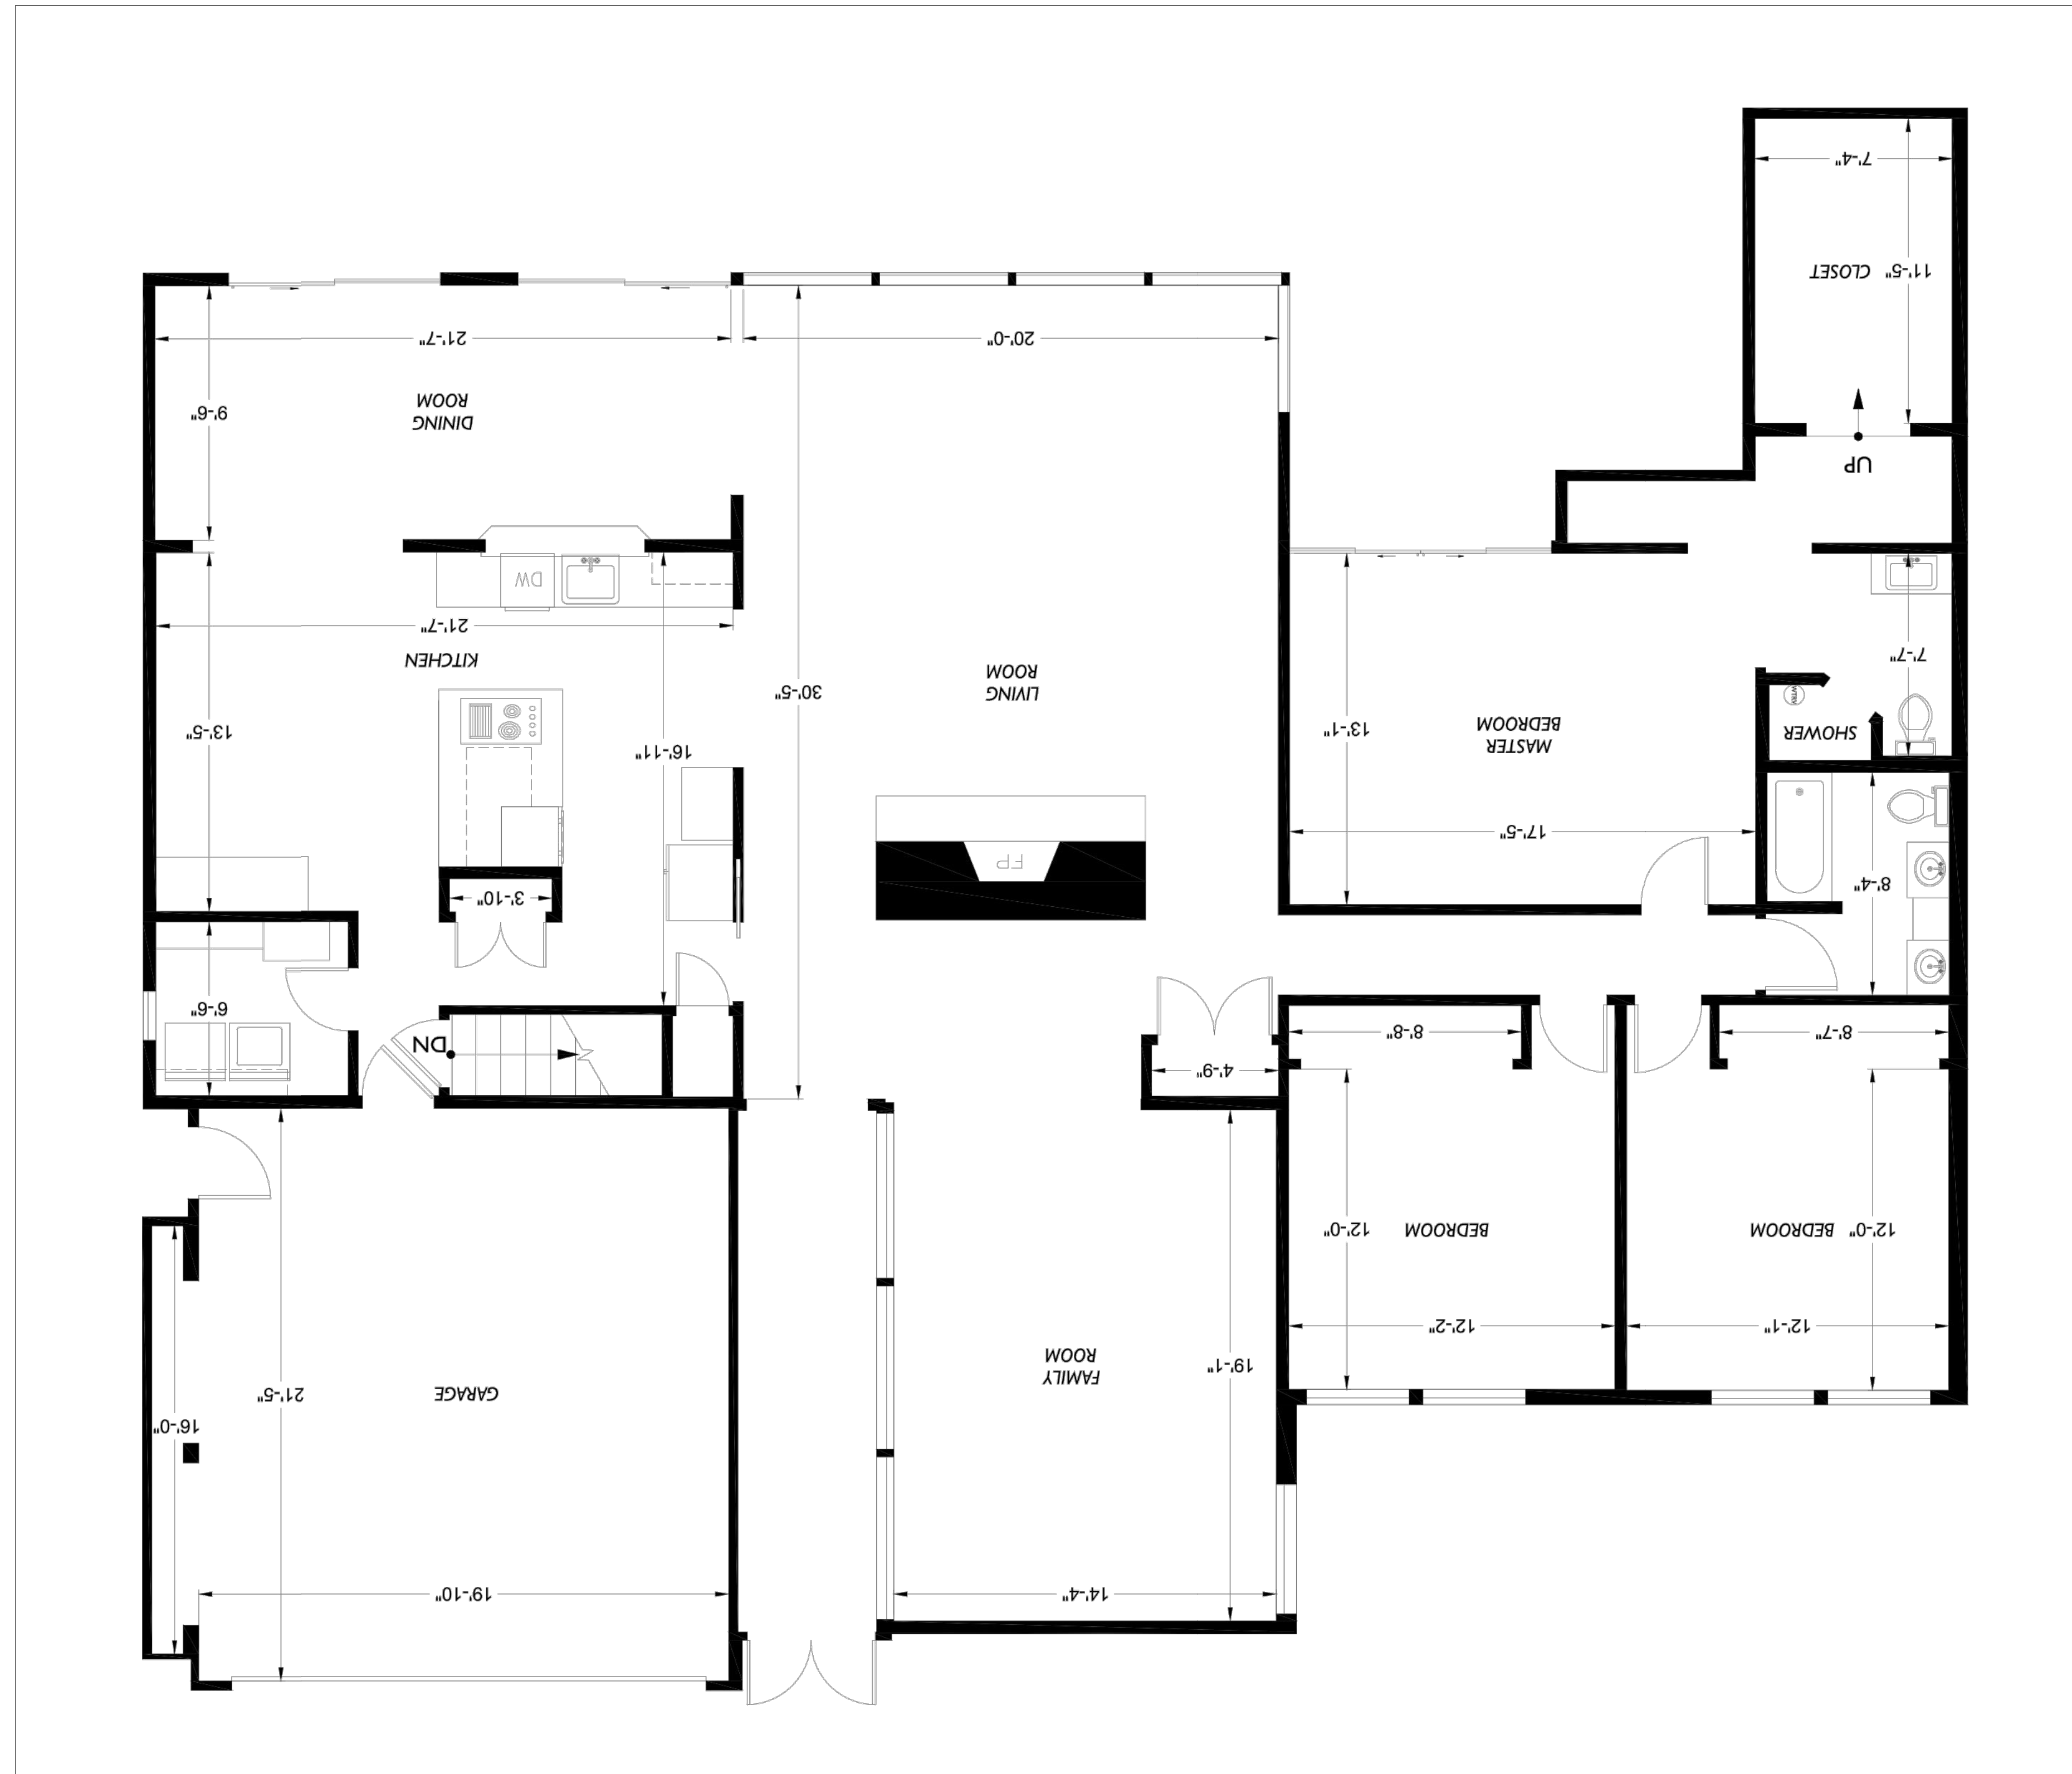 14'-4"
19'-10"
16'-0"
19'-1"
FAMILY
ROOM
GARAGE
21'-5"
12'-1"
12'-2"
12'-0"
BEDROOM
BEDROOM
12'-0"
4'-9"
DN
8'-7"
8'-8"
6'-6"
3'-10"
8'-4"
FP
17'-5"
MASTER
BEDROOM
13'-1"
16'-11"
SHOWER
13'-5"
LIVING
ROOM
30'-5"
KITCHEN
7'-7"
21'-7"
DW
UP
DINING
ROOM
9'-6"
20'-0"
21'-7"
11'-5"
CLOSET
7'-4"